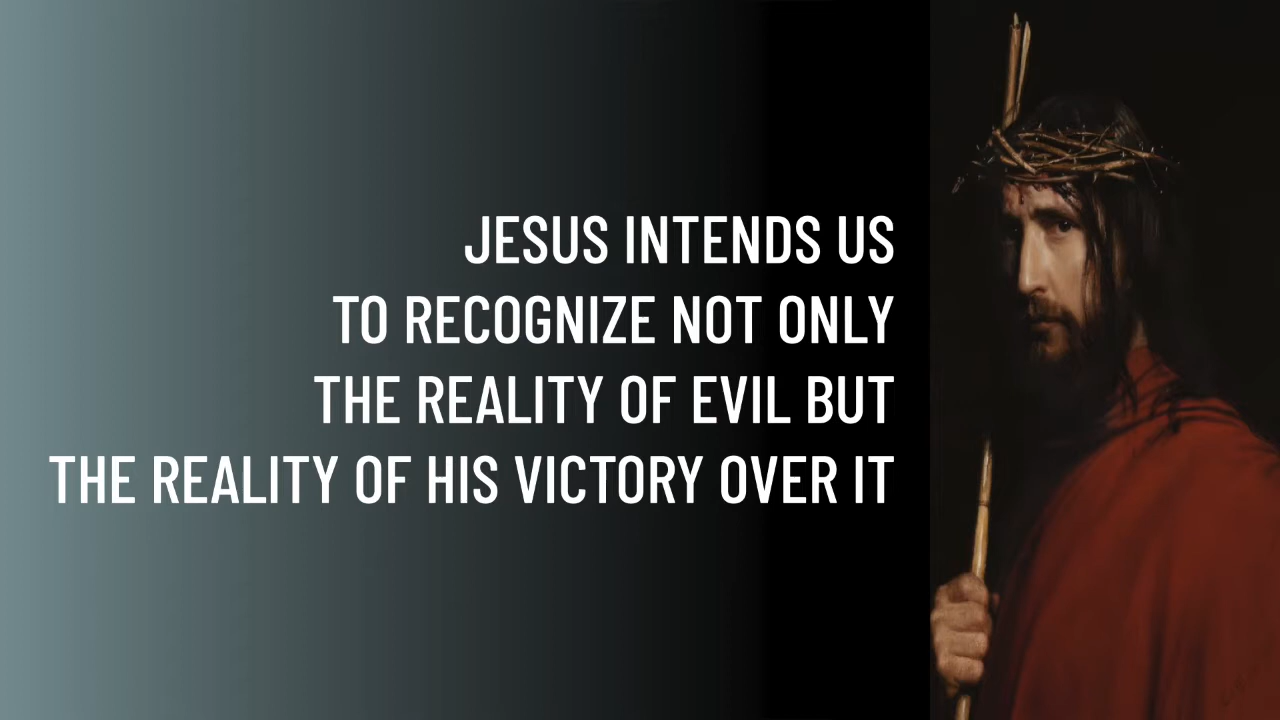 JESUS INTENDS US
TO RECOGNIZE NOT ONLY
THE REALITY OF EVIL BUT
THE REALITY OF HIS VICTORY OVER IT